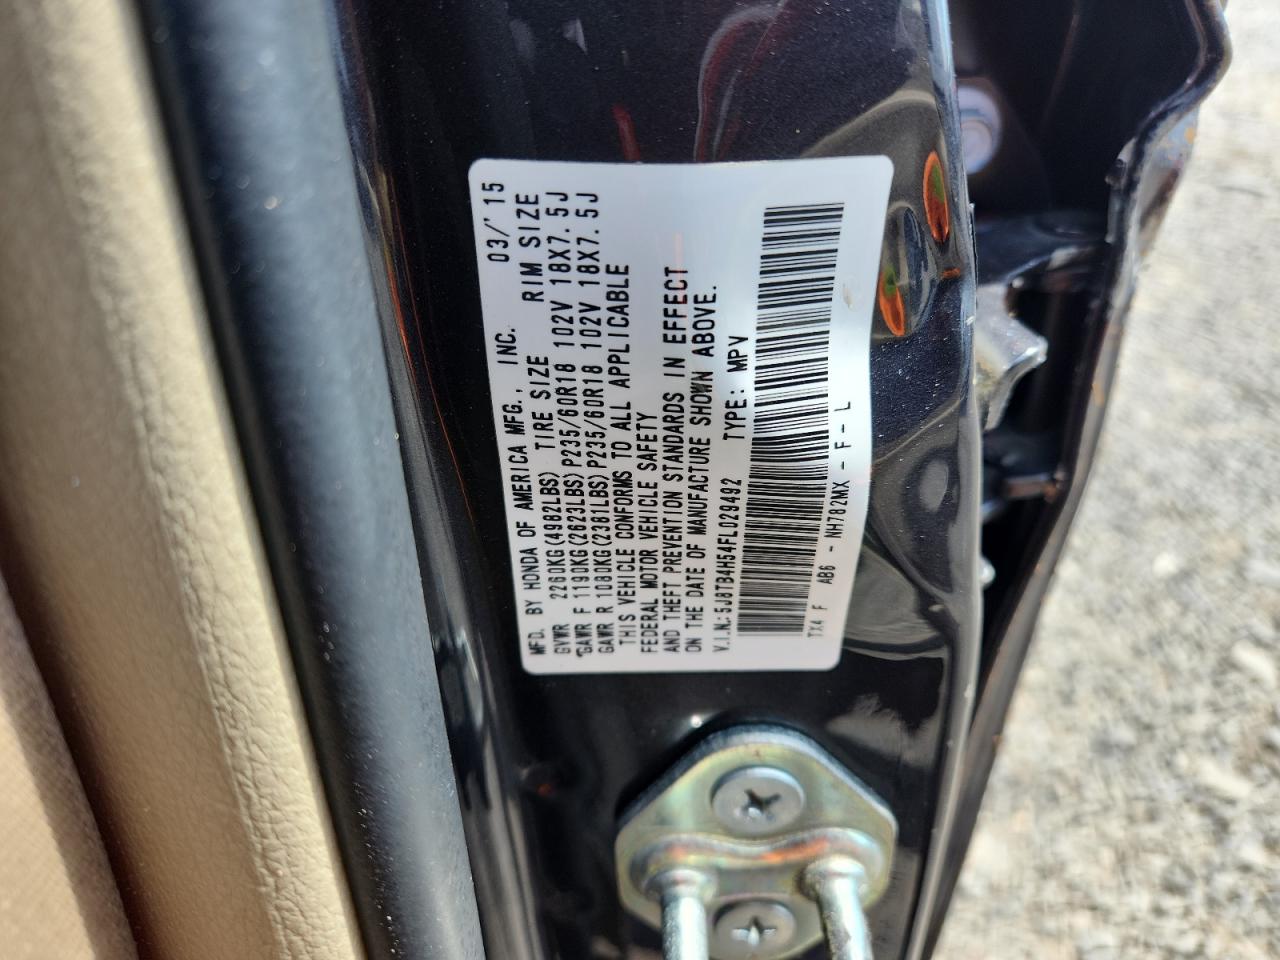 MFD. BY HONDA OF AMERICA MFG., INC. 03/'15
GVWR 2260KG(4982LBS) TIRE SIZE RIM SIZE
GAWR F 1190KG(2623LBS)P235/60R18 102V 18X7.5J
GAWR R 1080KG(2381LBS)P235/60R18 102V 18X7.5J
THIS VEHICLE CONFORMS TO ALL APPLICABLE
FEDERAL MOTOR VEHICLE SAFETY
AND THEFT PREVENTION STANDARDS IN EFFECT
ON THE DATE OF MANUFACTURE SHOWN ABOVE.
V.I.N.:5J8TB4H54FL029492 TYPE: MPV
TX4 F AB6 - NH782MX - F - L